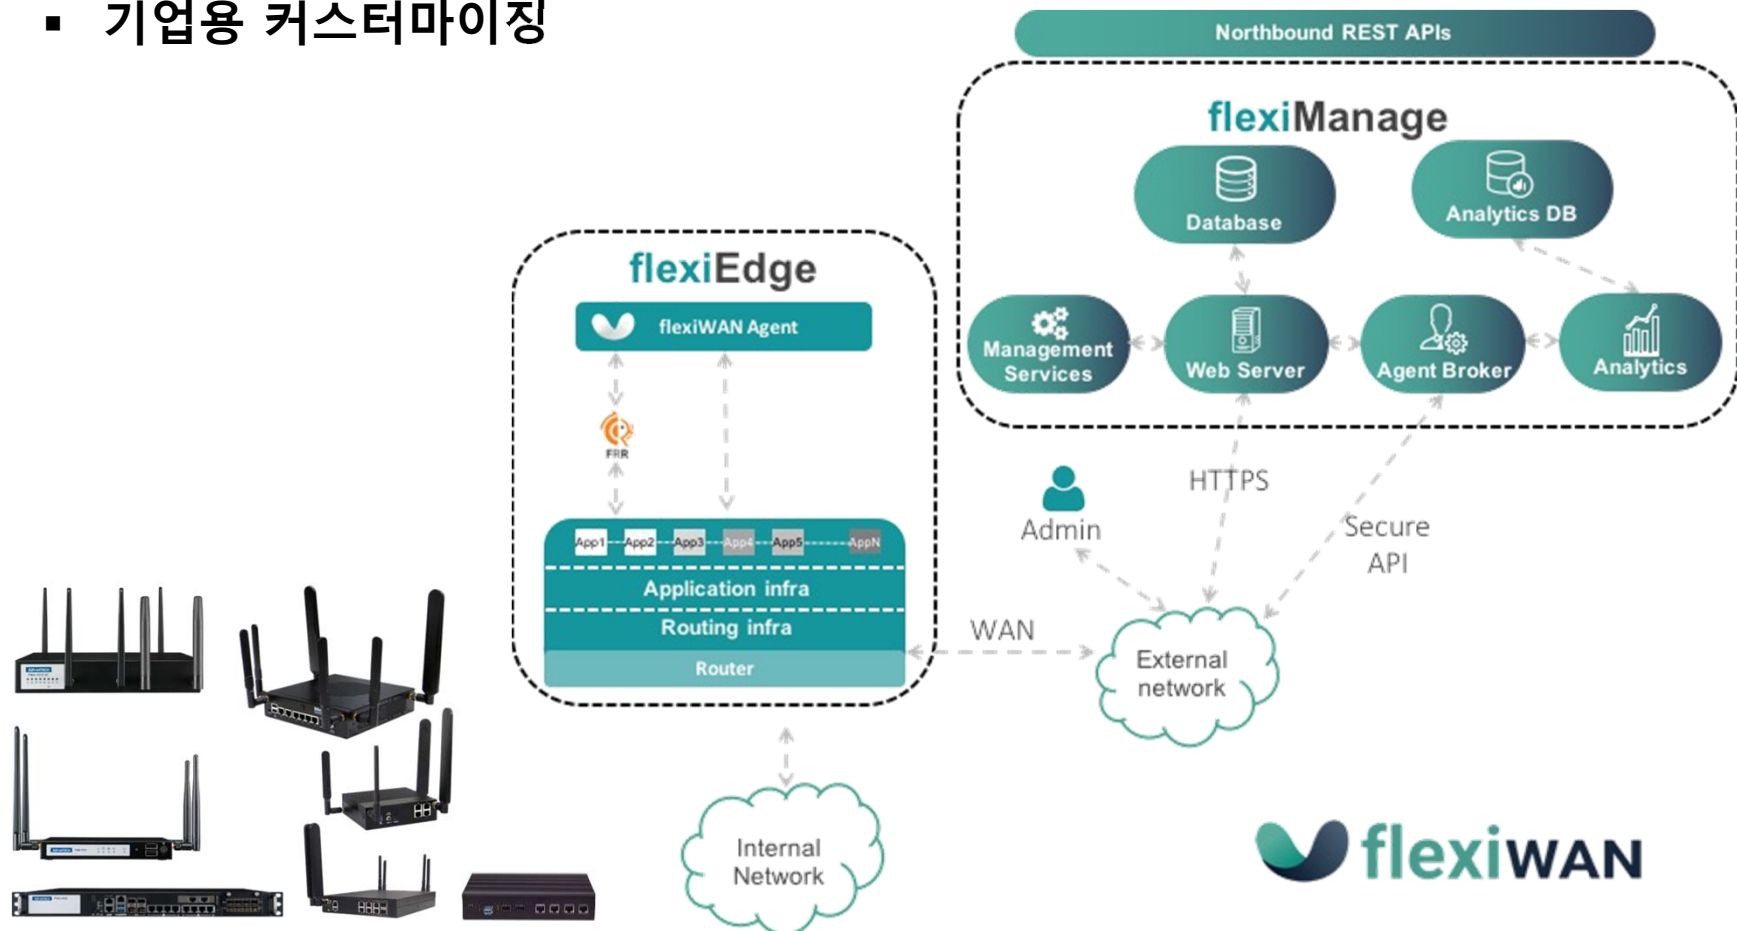 ▪ 기업용 커스터마이징
Northbound REST APIs
flexiManage
Database
Analytics DB
Management
Services
Web Server
Agent Broker
Analytics
flexiEdge
flexiWAN Agent
FRR
App1
App2
App3
App4
App5
AppN
Application infra
Routing infra
Router
HTTPS
Admin
Secure
API
WAN
External
network
Internal
Network
flexiWAN